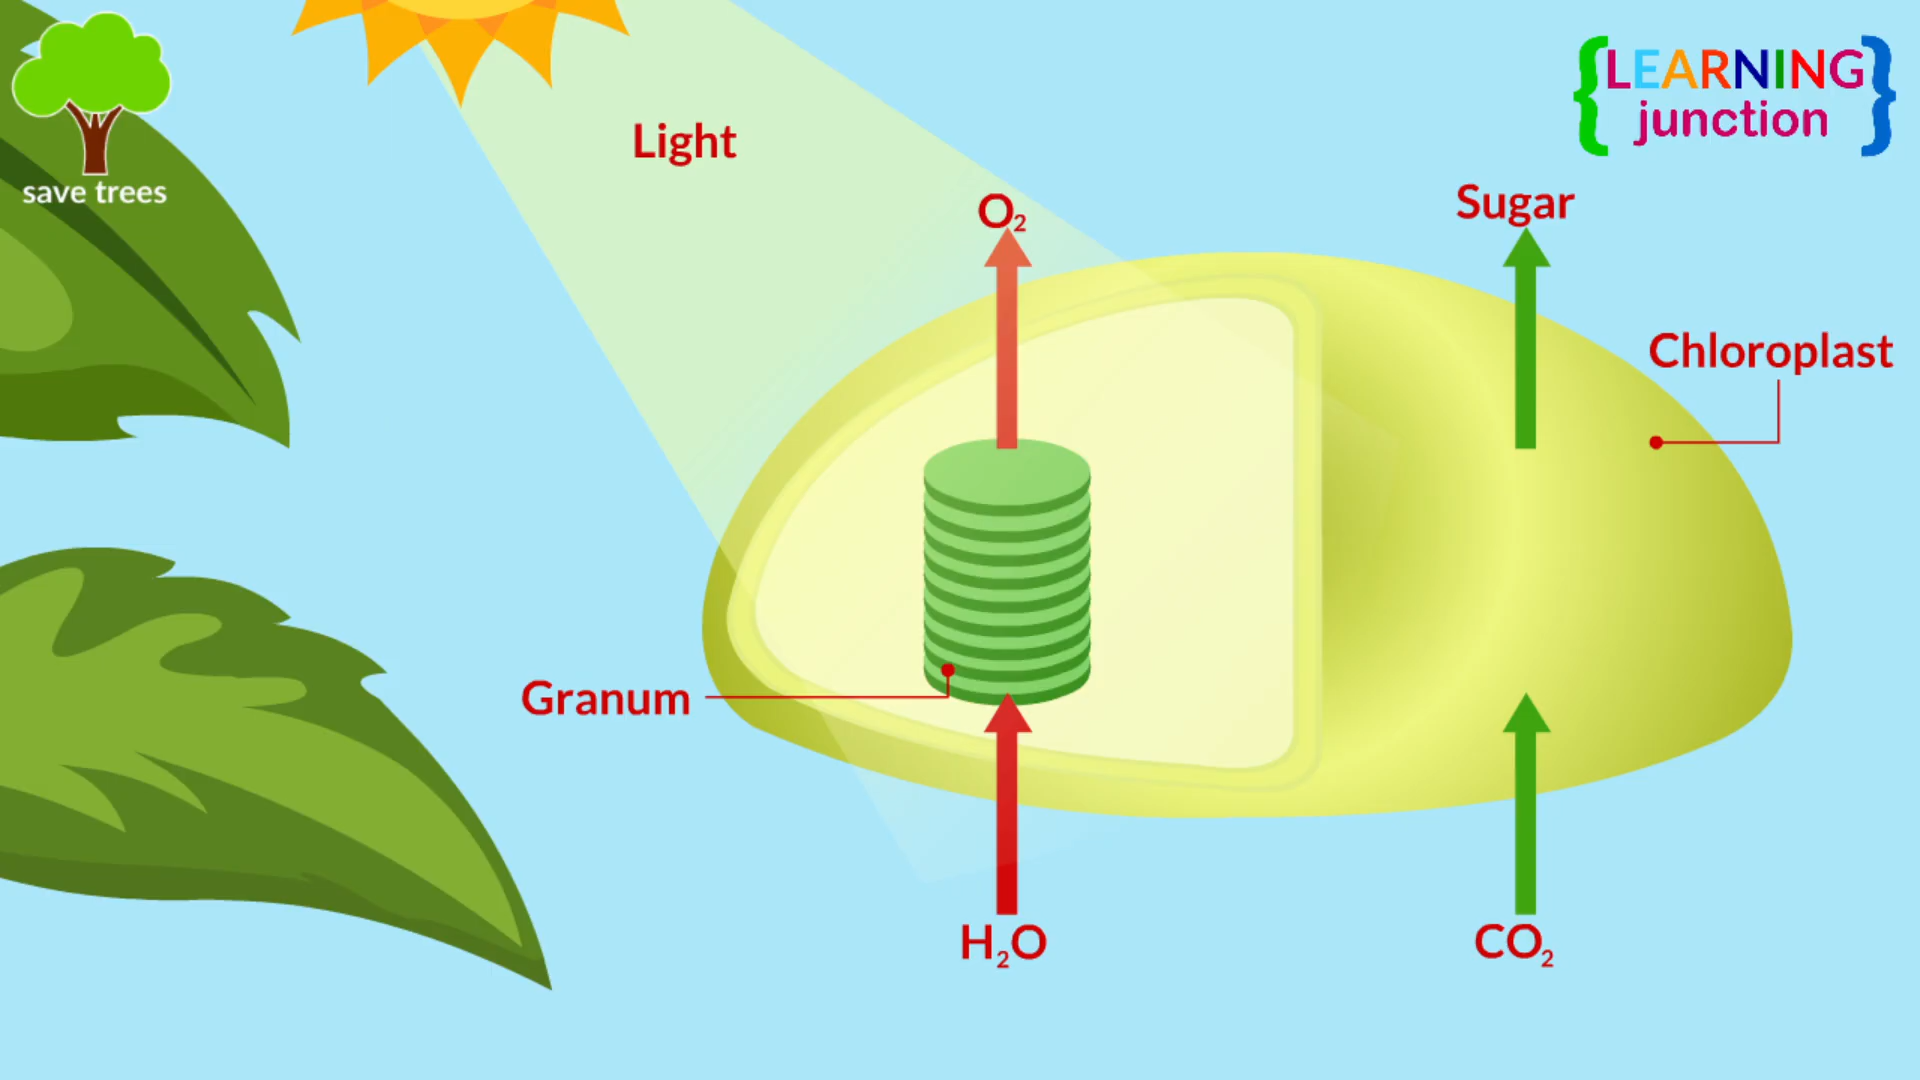 save trees
{LEARNING
junction}
Light
O₂
Sugar
Chloroplast
Granum
H₂O
CO₂